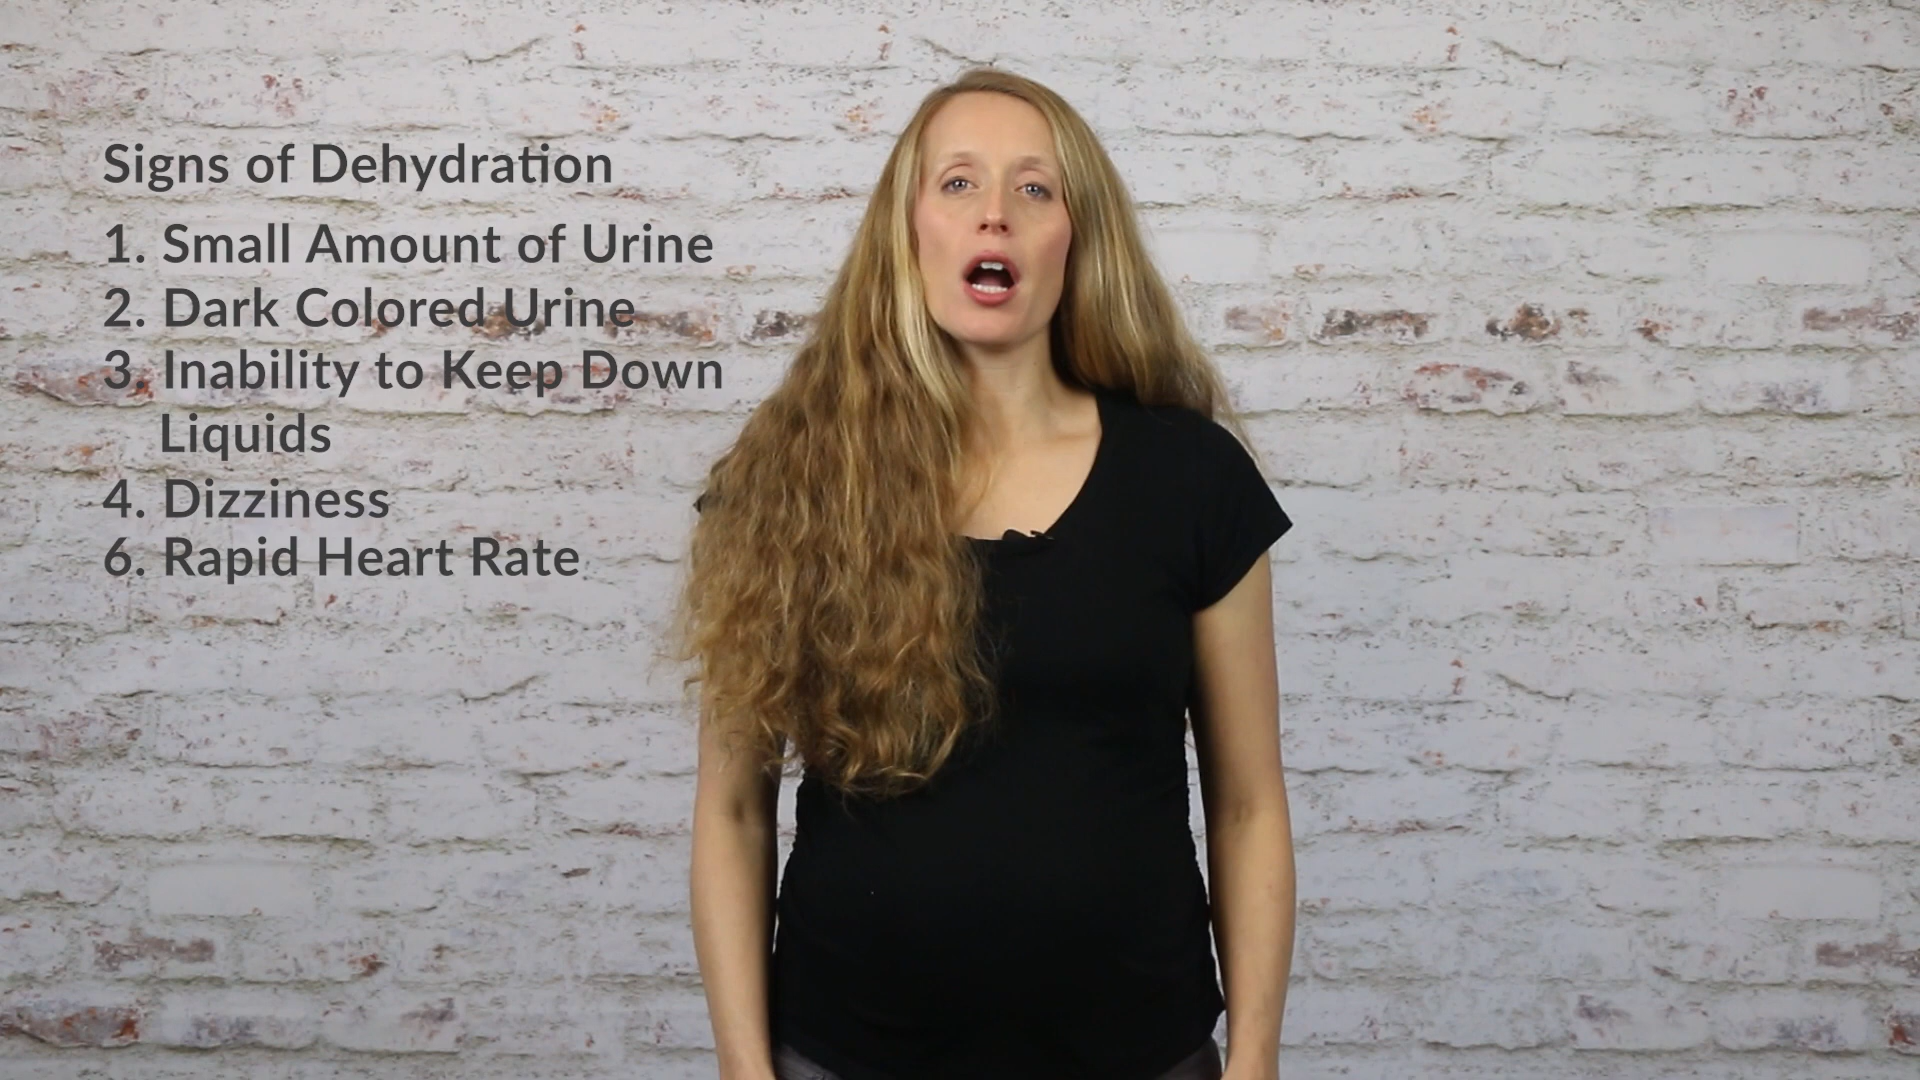 Signs of Dehydration
1. Small Amount of Urine
2. Dark Colored Urine
3. Inability to Keep Down
Liquids
4. Dizziness
6. Rapid Heart Rate